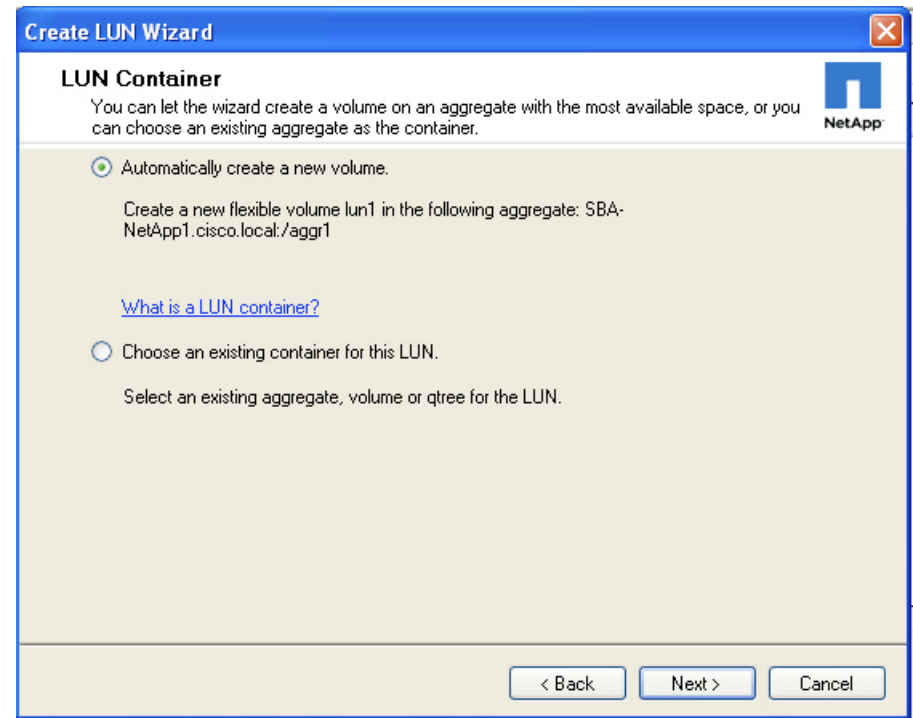 Create LUN Wizard
LUN Container
You can let the wizard create a volume on an aggregate with the most available space, or you
can choose an existing aggregate as the container.
NetApp
Automatically create a new volume.
Create a new flexible volume lun1 in the following aggregate: SBA-
NetApp1.cisco.local:/aggr1
What is a LUN container?
Choose an existing container for this LUN.
Select an existing aggregate, volume or qtree for the LUN.
< Back
Next >
Cancel